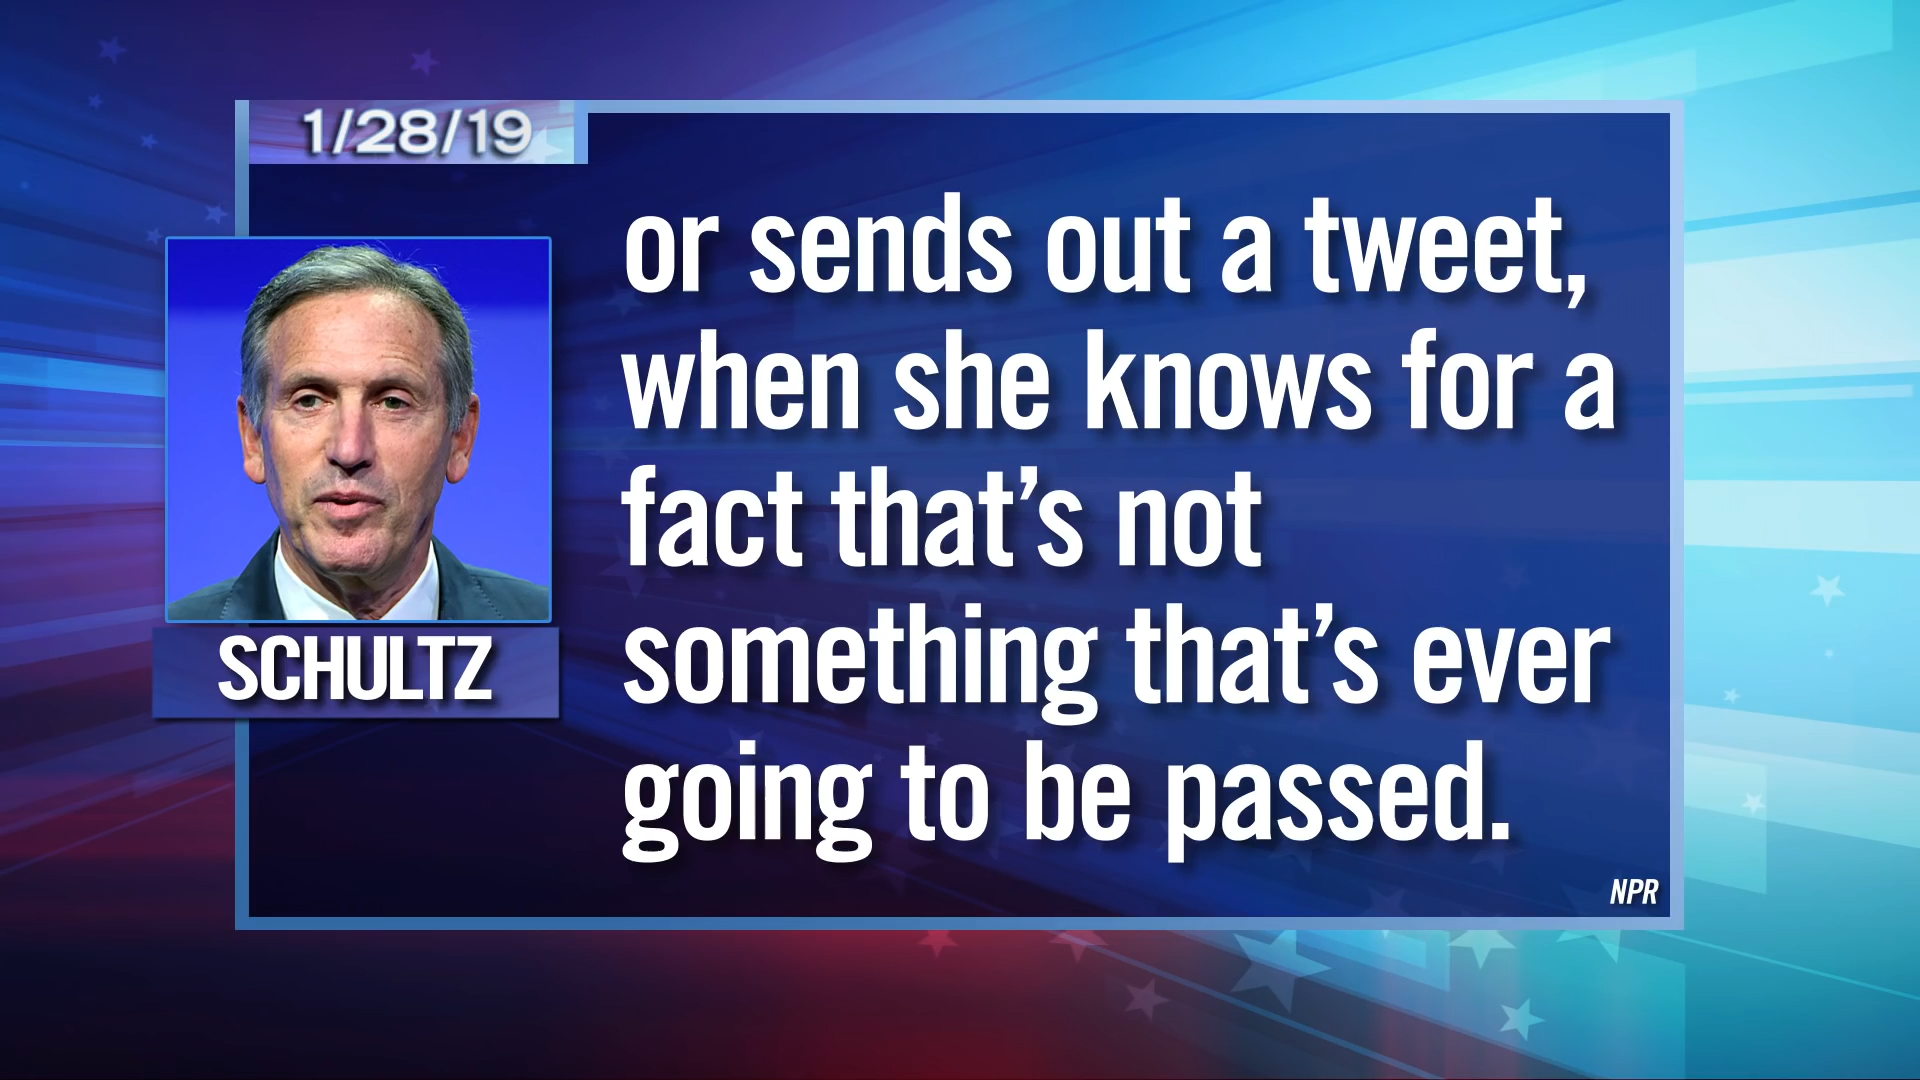 1/28/19
or sends out a tweet,
when she knows for a
fact that’s not
something that’s ever
going to be passed.
SCHULTZ
NPR